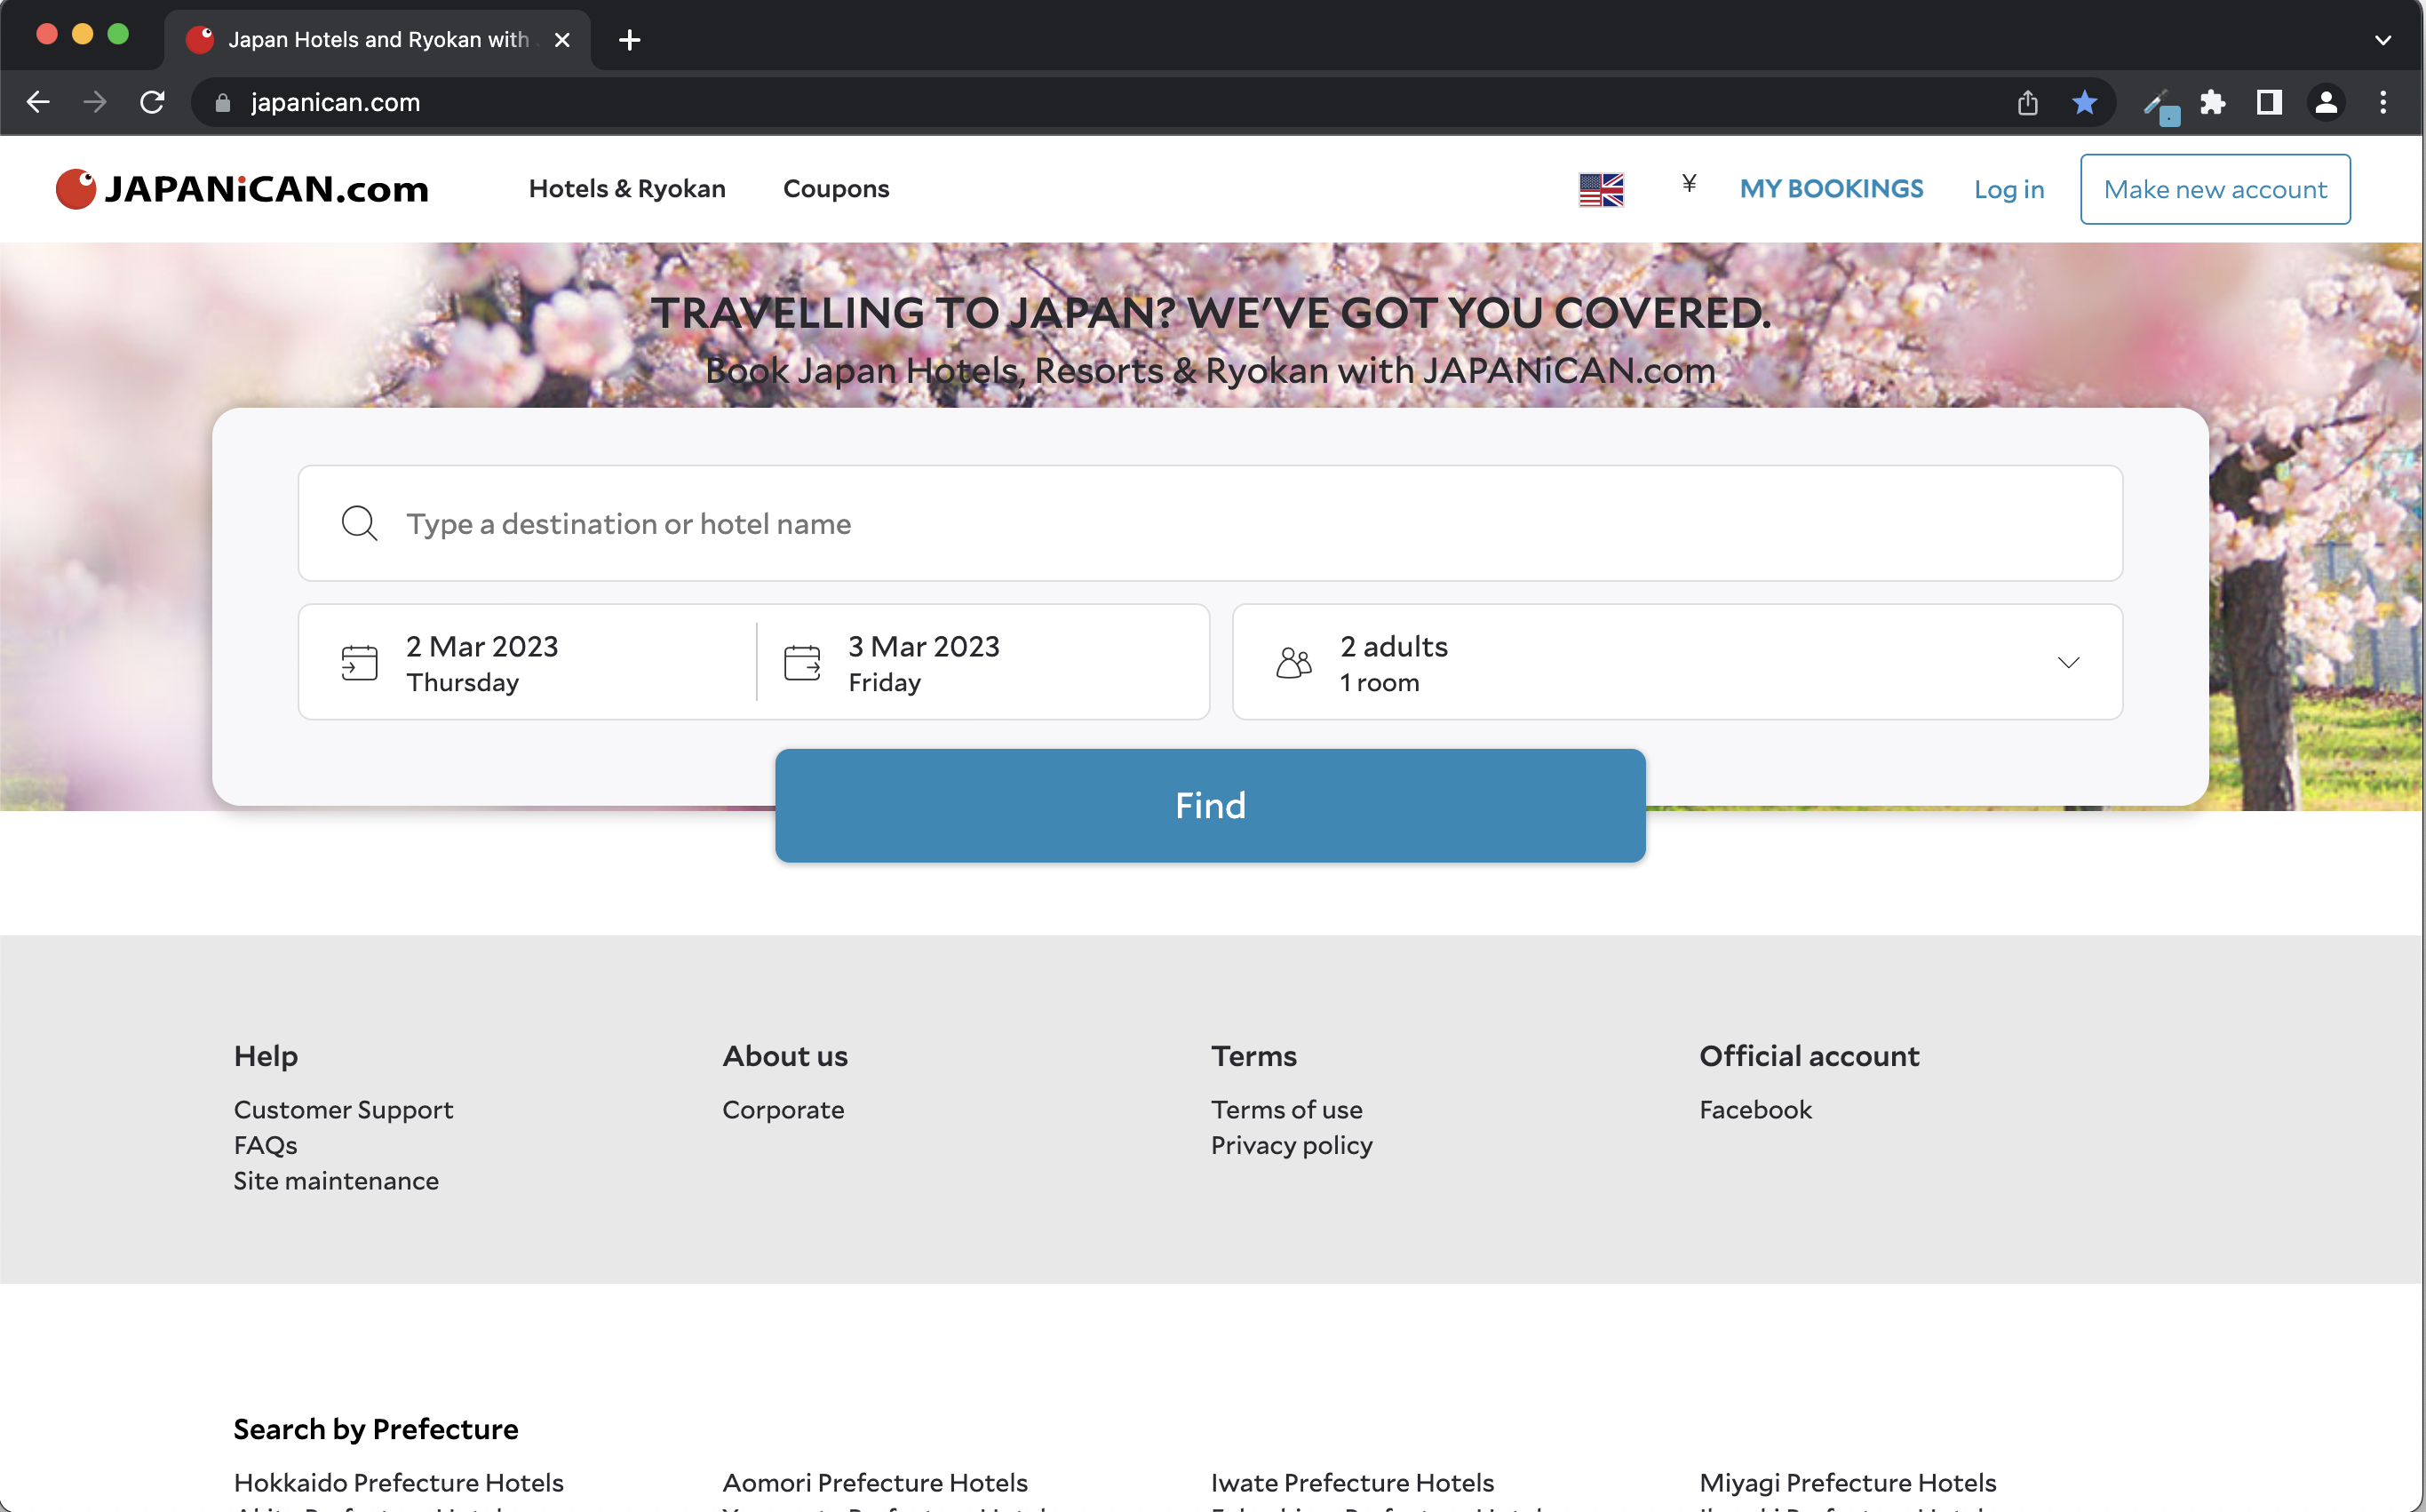 Japan Hotels and Ryokan with
japanican.com
JAPANiCAN.com
Hotels & Ryokan
Coupons
¥
MY BOOKINGS
Log in
Make new account
TRAVELLING TO JAPAN? WE'VE GOT YOU COVERED.
Book Japan Hotels, Resorts & Ryokan with JAPANiCAN.com
Type a destination or hotel name
2 Mar 2023
Thursday
3 Mar 2023
Friday
2 adults
1 room
Find
Help
Customer Support
FAQs
Site maintenance
About us
Corporate
Terms
Terms of use
Privacy policy
Official account
Facebook
Search by Prefecture
Hokkaido Prefecture Hotels
Aomori Prefecture Hotels
Iwate Prefecture Hotels
Miyagi Prefecture Hotels